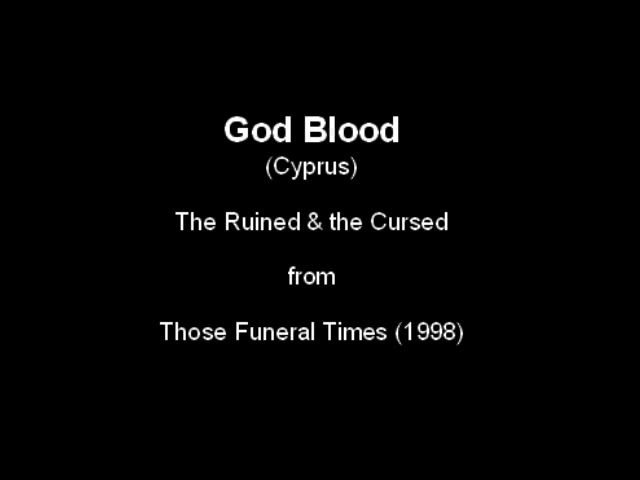 God Blood
(Cyprus)
The Ruined & the Cursed
from
Those Funeral Times (1998)